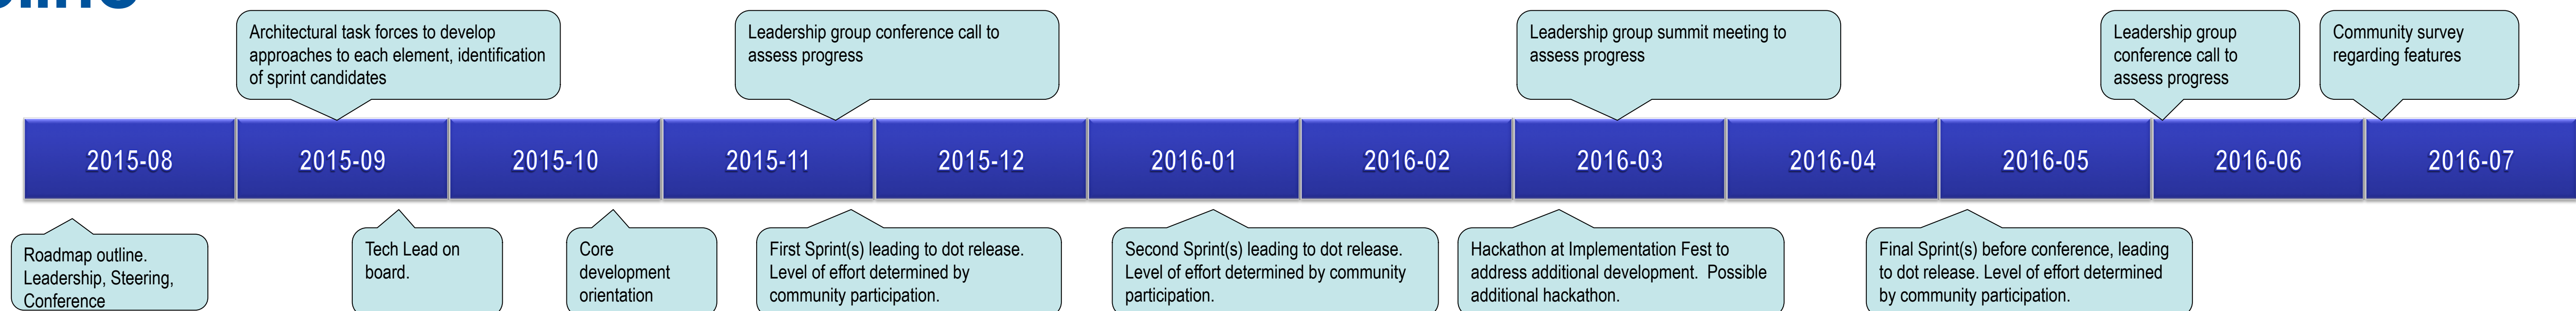 Architectural task forces to develop
approaches to each element, identification
of sprint candidates
Leadership group conference call to
assess progress
Leadership group summit meeting to
assess progress
Leadership group
conference call to
assess progress
Community survey
regarding features
2015-08
2015-09
2015-10
2015-11
2015-12
2016-01
2016-02
2016-03
2016-04
2016-05
2016-06
2016-07
Roadmap outline.
Leadership, Steering,
Conference
Tech Lead on
board.
Core
development
orientation
First Sprint(s) leading to dot release.
Level of effort determined by
community participation.
Second Sprint(s) leading to dot release.
Level of effort determined by community
participation.
Hackathon at Implementation Fest to
address additional development.  Possible
additional hackathon.
Final Sprint(s) before conference, leading
to dot release. Level of effort determined
by community participation.